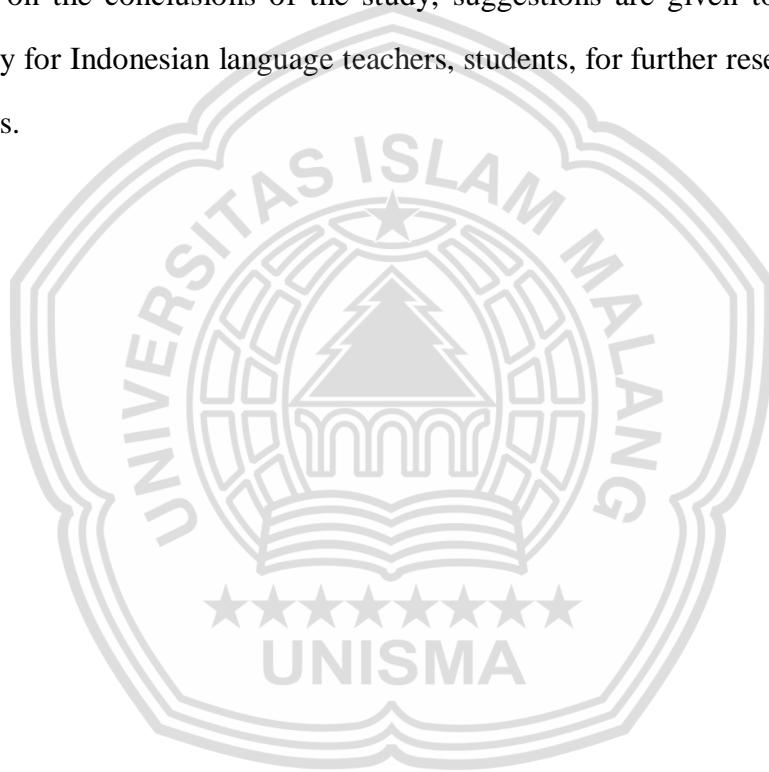 on the conclusions of the study, suggestions are given to
y for Indonesian language teachers, students, for further rese
s.
UNIVERSITAS ISLAM MALANG
UNISMA